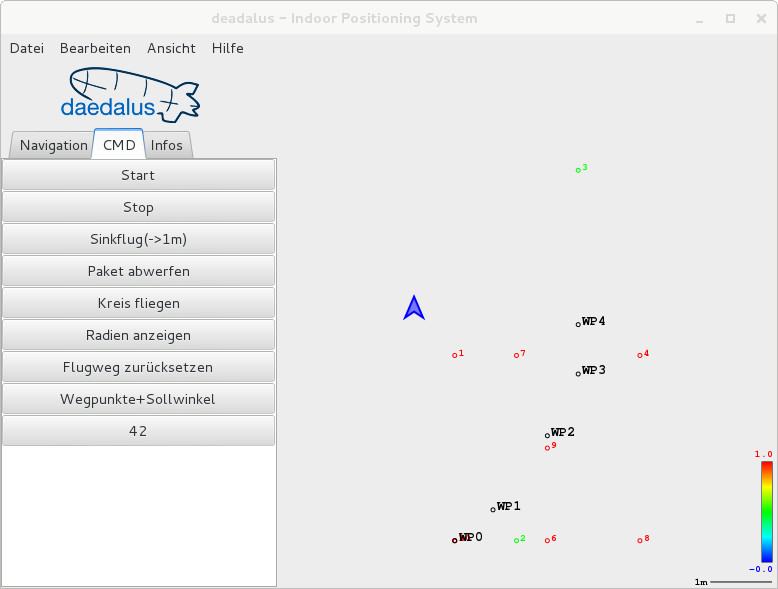 deadalus - Indoor Positioning System
Datei Bearbeiten Ansicht Hilfe
daedalus
Navigation CMD Infos
Start
Stop
Sinkflug(->1m)
Paket abwerfen
Kreis fliegen
Radien anzeigen
Flugweg zurücksetzen
Wegpunkte+Sollwinkel
42
3
WP4
1 7 4
WP3
WP2
9
1.0
WP1
WP0 2 6 8
-0.0
1m